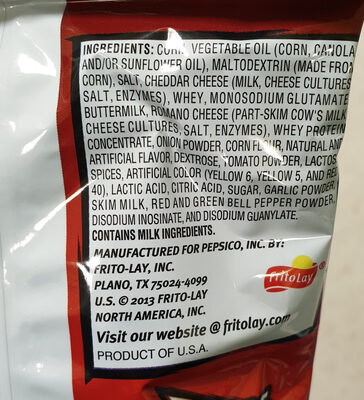 INGREDIENTS: CORN, VEGETABLE OIL (CORN, CANOLA
AND/OR SUNFLOWER OIL), MALTODEXTRIN (MADE FROM
CORN), SALT, CHEDDAR CHEESE (MILK, CHEESE CULTURES,
SALT, ENZYMES), WHEY, MONOSODIUM GLUTAMATE,
BUTTERMILK, ROMANO CHEESE (PART-SKIM COW'S MILK,
CHEESE CULTURES, SALT, ENZYMES), WHEY PROTEIN
CONCENTRATE, ONION POWDER, CORN FLOUR, NATURAL AND
ARTIFICIAL FLAVOR, DEXTROSE, TOMATO POWDER, LACTOSE,
SPICES, ARTIFICIAL COLOR (YELLOW 6, YELLOW 5, AND RED
40), LACTIC ACID, CITRIC ACID, SUGAR, GARLIC POWDER,
SKIM MILK, RED AND GREEN BELL PEPPER POWDER,
DISODIUM INOSINATE, AND DISODIUM GUANYLATE.
CONTAINS MILK INGREDIENTS.
MANUFACTURED FOR PEPSICO, INC. BY:
FRITO-LAY, INC.
PLANO, TX 75024-4099
U.S. © 2013 FRITO-LAY
NORTH AMERICA, INC.
Fritolay ®
Visit our website @ fritolay.com
PRODUCT OF U.S.A.